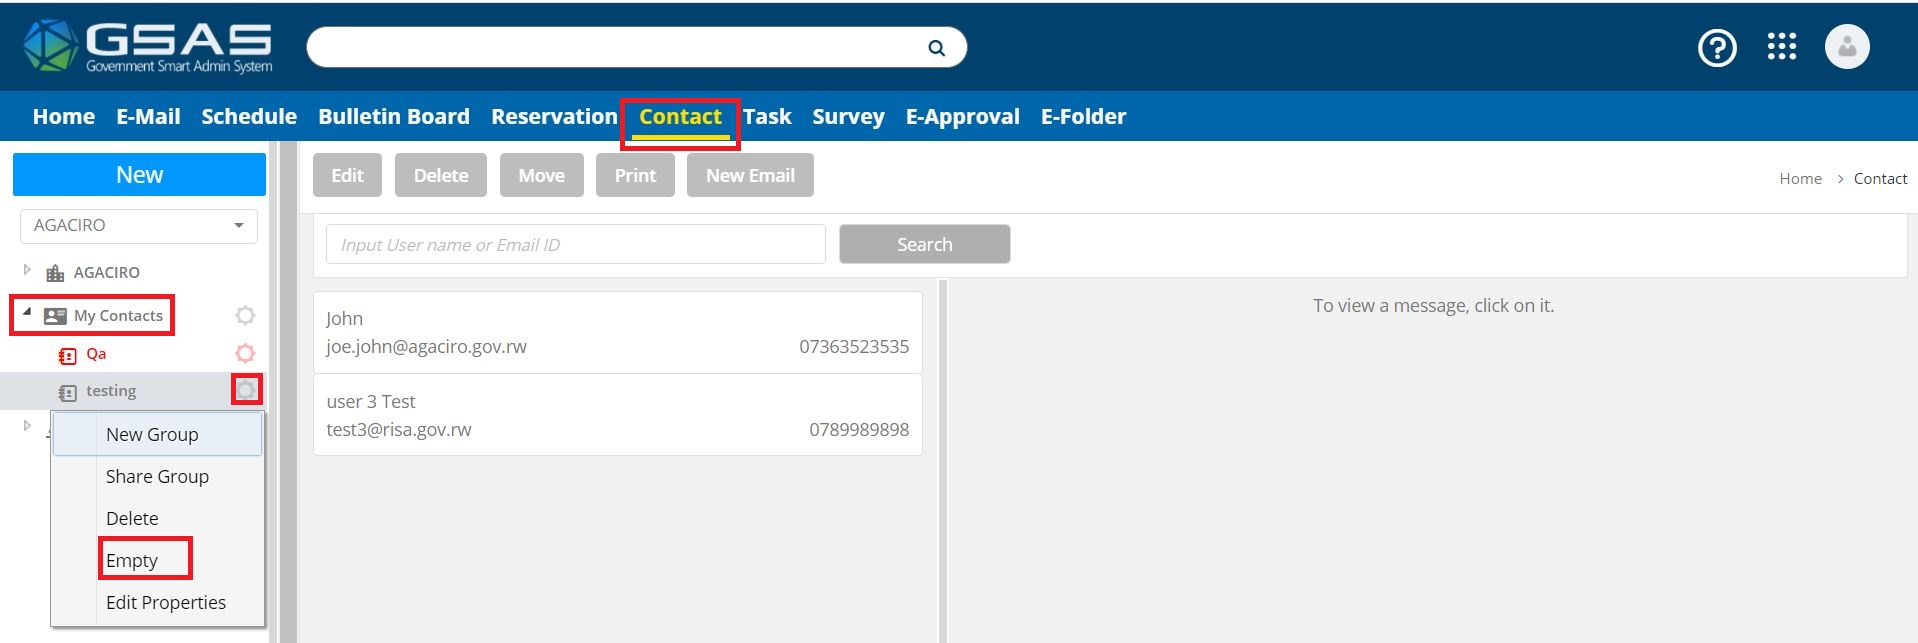 GSAS
Government Smart Admin System
Home E-Mail Schedule Bulletin Board Reservation Contact Task Survey E-Approval E-Folder
New
Edit Delete Move Print New Email
Home > Contact
AGACIRO
Input User name or Email ID
Search
AGACIRO
My Contacts
Qa
testing
New Group
Share Group
Delete
Empty
Edit Properties
John
joe.john@agaciro.gov.rw 07363523535
user 3 Test
test3@risa.gov.rw 0789989898
To view a message, click on it.